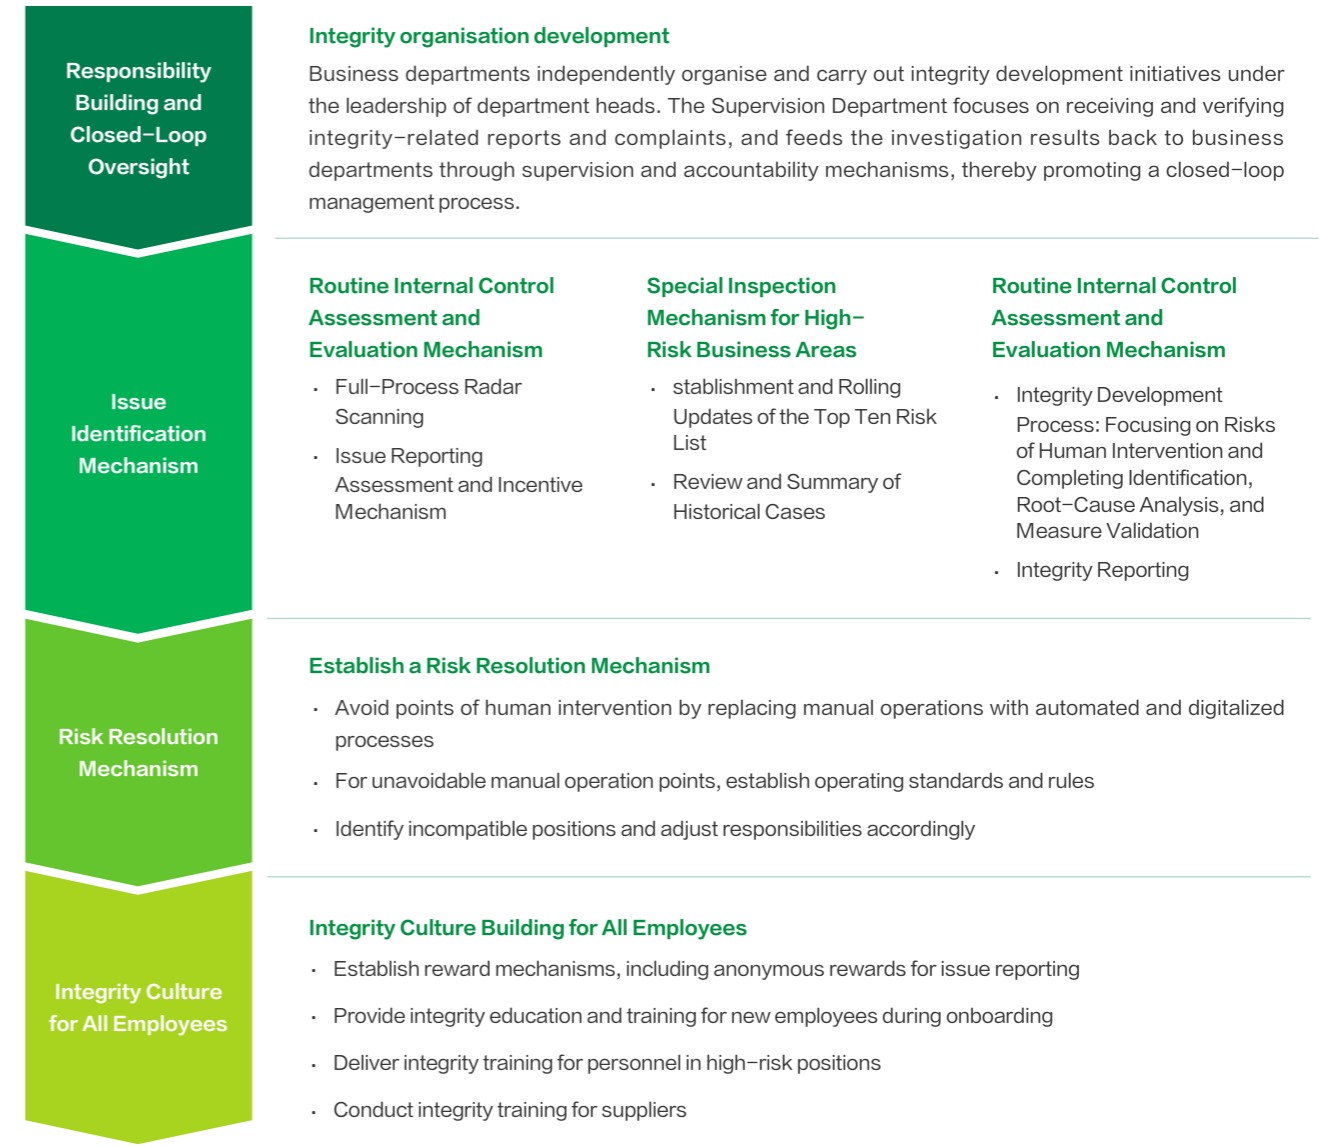 Responsibility
Building and
Closed-Loop
Oversight
Integrity organisation development
Business departments independently organise and carry out integrity development initiatives under
the leadership of department heads. The Supervision Department focuses on receiving and verifying
integrity-related reports and complaints, and feeds the investigation results back to business
departments through supervision and accountability mechanisms, thereby promoting a closed-loop
management process.
Issue
Identification
Mechanism
Routine Internal Control
Assessment and
Evaluation Mechanism
· Full-Process Radar
Scanning
· Issue Reporting
Assessment and Incentive
Mechanism
Special Inspection
Mechanism for High-
Risk Business Areas
· stablishment and Rolling
Updates of the Top Ten Risk
List
· Review and Summary of
Historical Cases
Routine Internal Control
Assessment and
Evaluation Mechanism
· Integrity Development
Process: Focusing on Risks
of Human Intervention and
Completing Identification,
Root-Cause Analysis, and
Measure Validation
· Integrity Reporting
Risk Resolution
Mechanism
Establish a Risk Resolution Mechanism
· Avoid points of human intervention by replacing manual operations with automated and digitalized
processes
· For unavoidable manual operation points, establish operating standards and rules
· Identify incompatible positions and adjust responsibilities accordingly
Integrity Culture
for All Employees
Integrity Culture Building for All Employees
· Establish reward mechanisms, including anonymous rewards for issue reporting
· Provide integrity education and training for new employees during onboarding
· Deliver integrity training for personnel in high-risk positions
· Conduct integrity training for suppliers